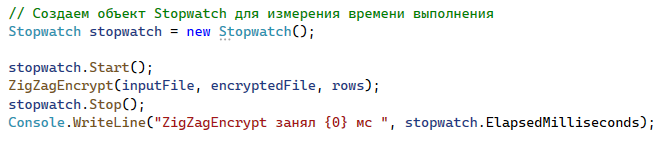 // Создаем объект Stopwatch для измерения времени выполнения
Stopwatch stopwatch = new Stopwatch();
stopwatch.Start();
ZigZagEncrypt(inputFile, encryptedFile, rows);
stopwatch.Stop();
Console.WriteLine("ZigZagEncrypt занял {0} мс ", stopwatch.ElapsedMilliseconds);